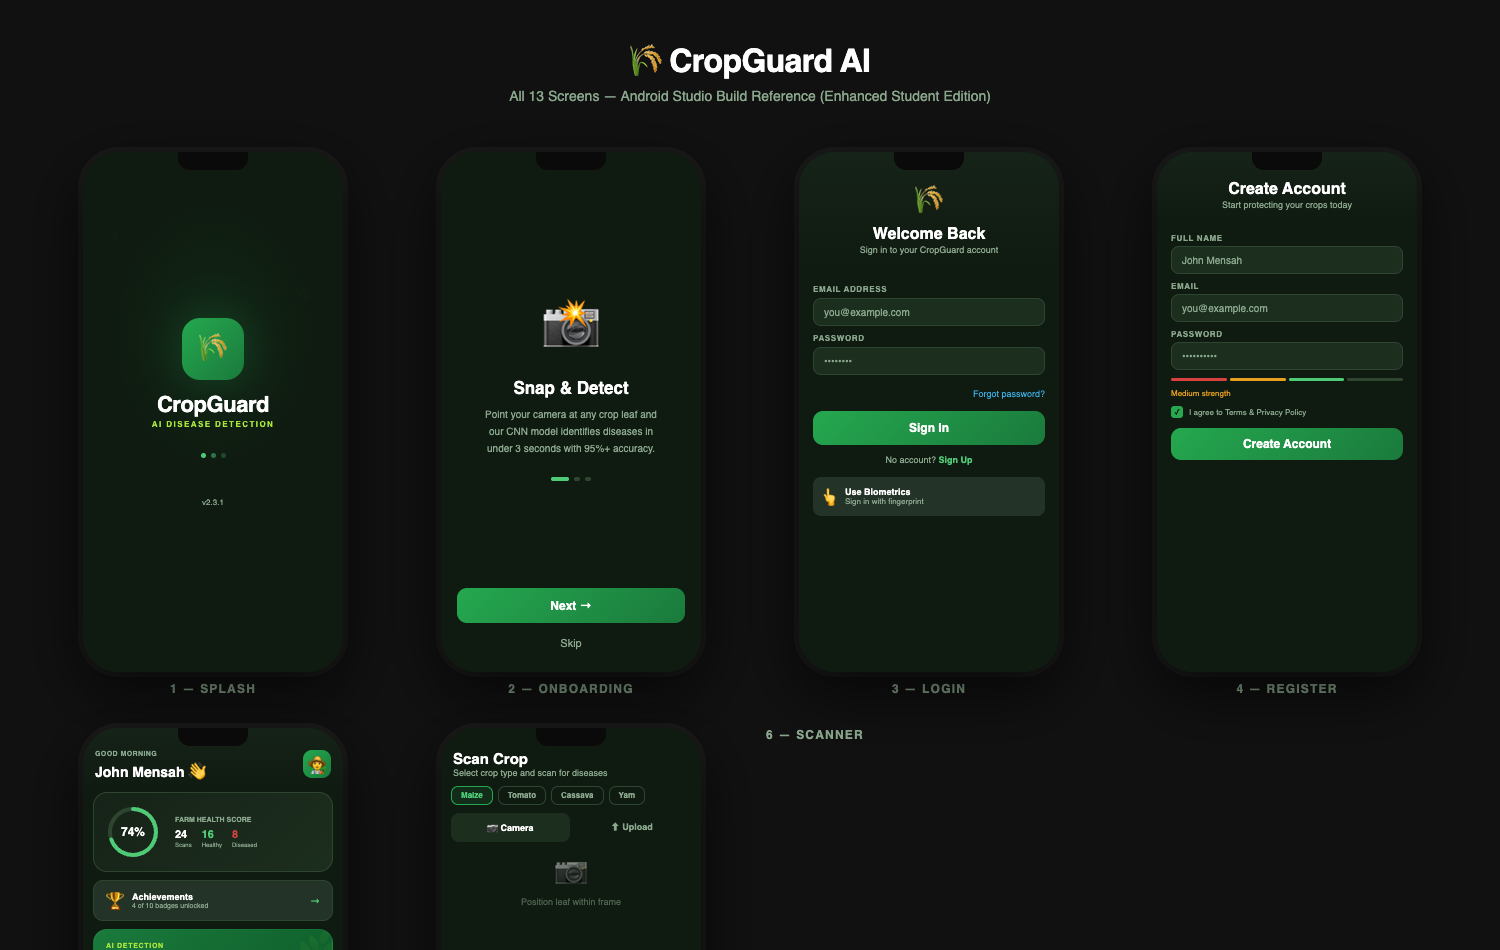 CropGuard AI
All 13 Screens — Android Studio Build Reference (Enhanced Student Edition)
CropGuard
AI DISEASE DETECTION
v2.3.1
1 — SPLASH
Snap & Detect
Point your camera at any crop leaf and
our CNN model identifies diseases in
under 3 seconds with 95%+ accuracy.
Next →
Skip
2 — ONBOARDING
Welcome Back
Sign in to your CropGuard account
EMAIL ADDRESS
you@example.com
PASSWORD
••••••••
Forgot password?
Sign In
No account? Sign Up
Use Biometrics
Sign in with fingerprint
3 — LOGIN
Create Account
Start protecting your crops today
FULL NAME
John Mensah
EMAIL
you@example.com
PASSWORD
••••••••••
Medium strength
✓ I agree to Terms & Privacy Policy
Create Account
4 — REGISTER
GOOD MORNING
John Mensah 👋
74%
FARM HEALTH SCORE
24 16 8
Scans Healthy Diseased
Achievements
4 of 10 badges unlocked
→
AI DETECTION
Scan Crop
Select crop type and scan for diseases
Maize Tomato Cassava Yam
📷 Camera ⬆ Upload
Position leaf within frame
6 — SCANNER